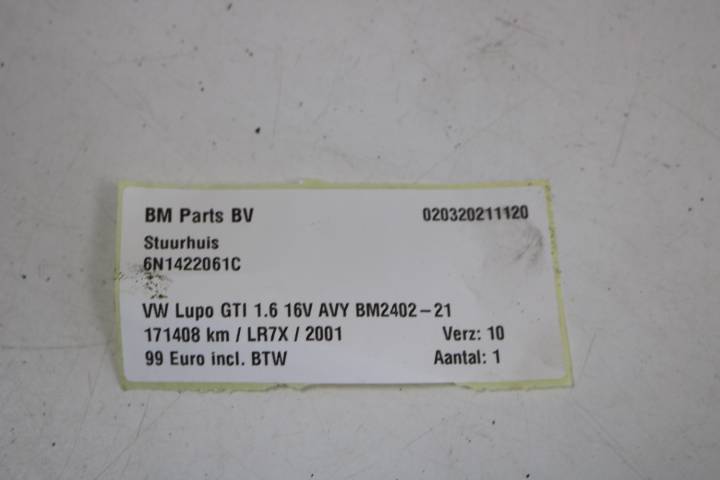 BM Parts BV 020320211120
Stuurhuis
6N1422061C
VW Lupo GTI 1.6 16V AVY BM2402-21
171408 km / LR7X / 2001 Verz: 10
99 Euro incl. BTW Aantal: 1